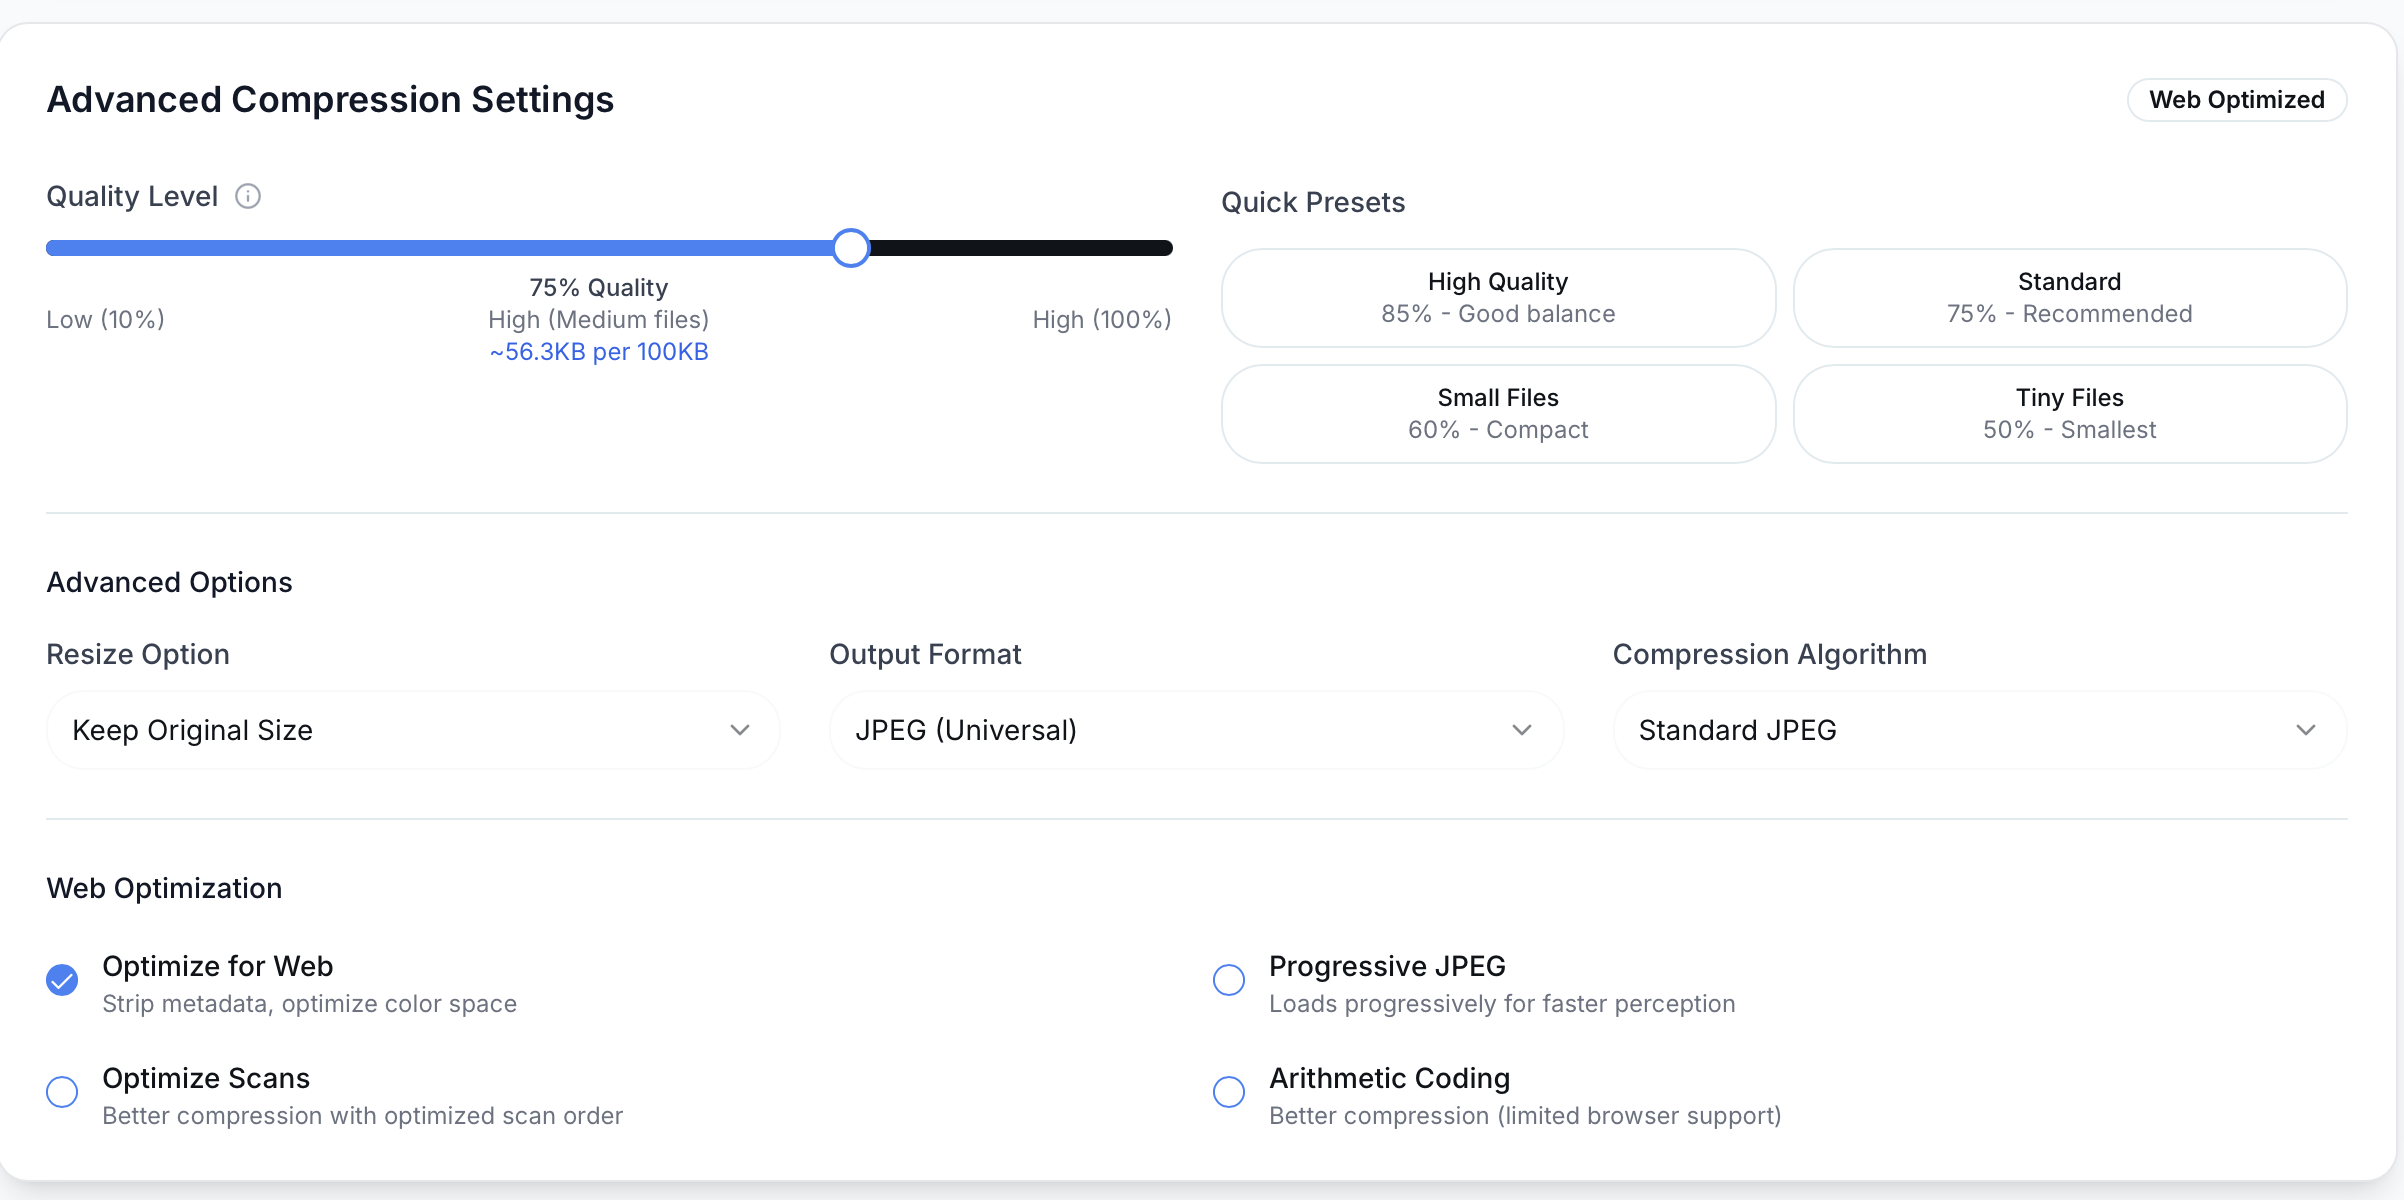 Advanced Compression Settings
Web Optimized
Quality Level
75% Quality
Low (10%)
High (Medium files)
High (100%)
~56.3KB per 100KB
Quick Presets
High Quality
85% - Good balance
Standard
75% - Recommended
Small Files
60% - Compact
Tiny Files
50% - Smallest
Advanced Options
Resize Option
Keep Original Size
Output Format
JPEG (Universal)
Compression Algorithm
Standard JPEG
Web Optimization
Optimize for Web
Strip metadata, optimize color space
Progressive JPEG
Loads progressively for faster perception
Optimize Scans
Better compression with optimized scan order
Arithmetic Coding
Better compression (limited browser support)